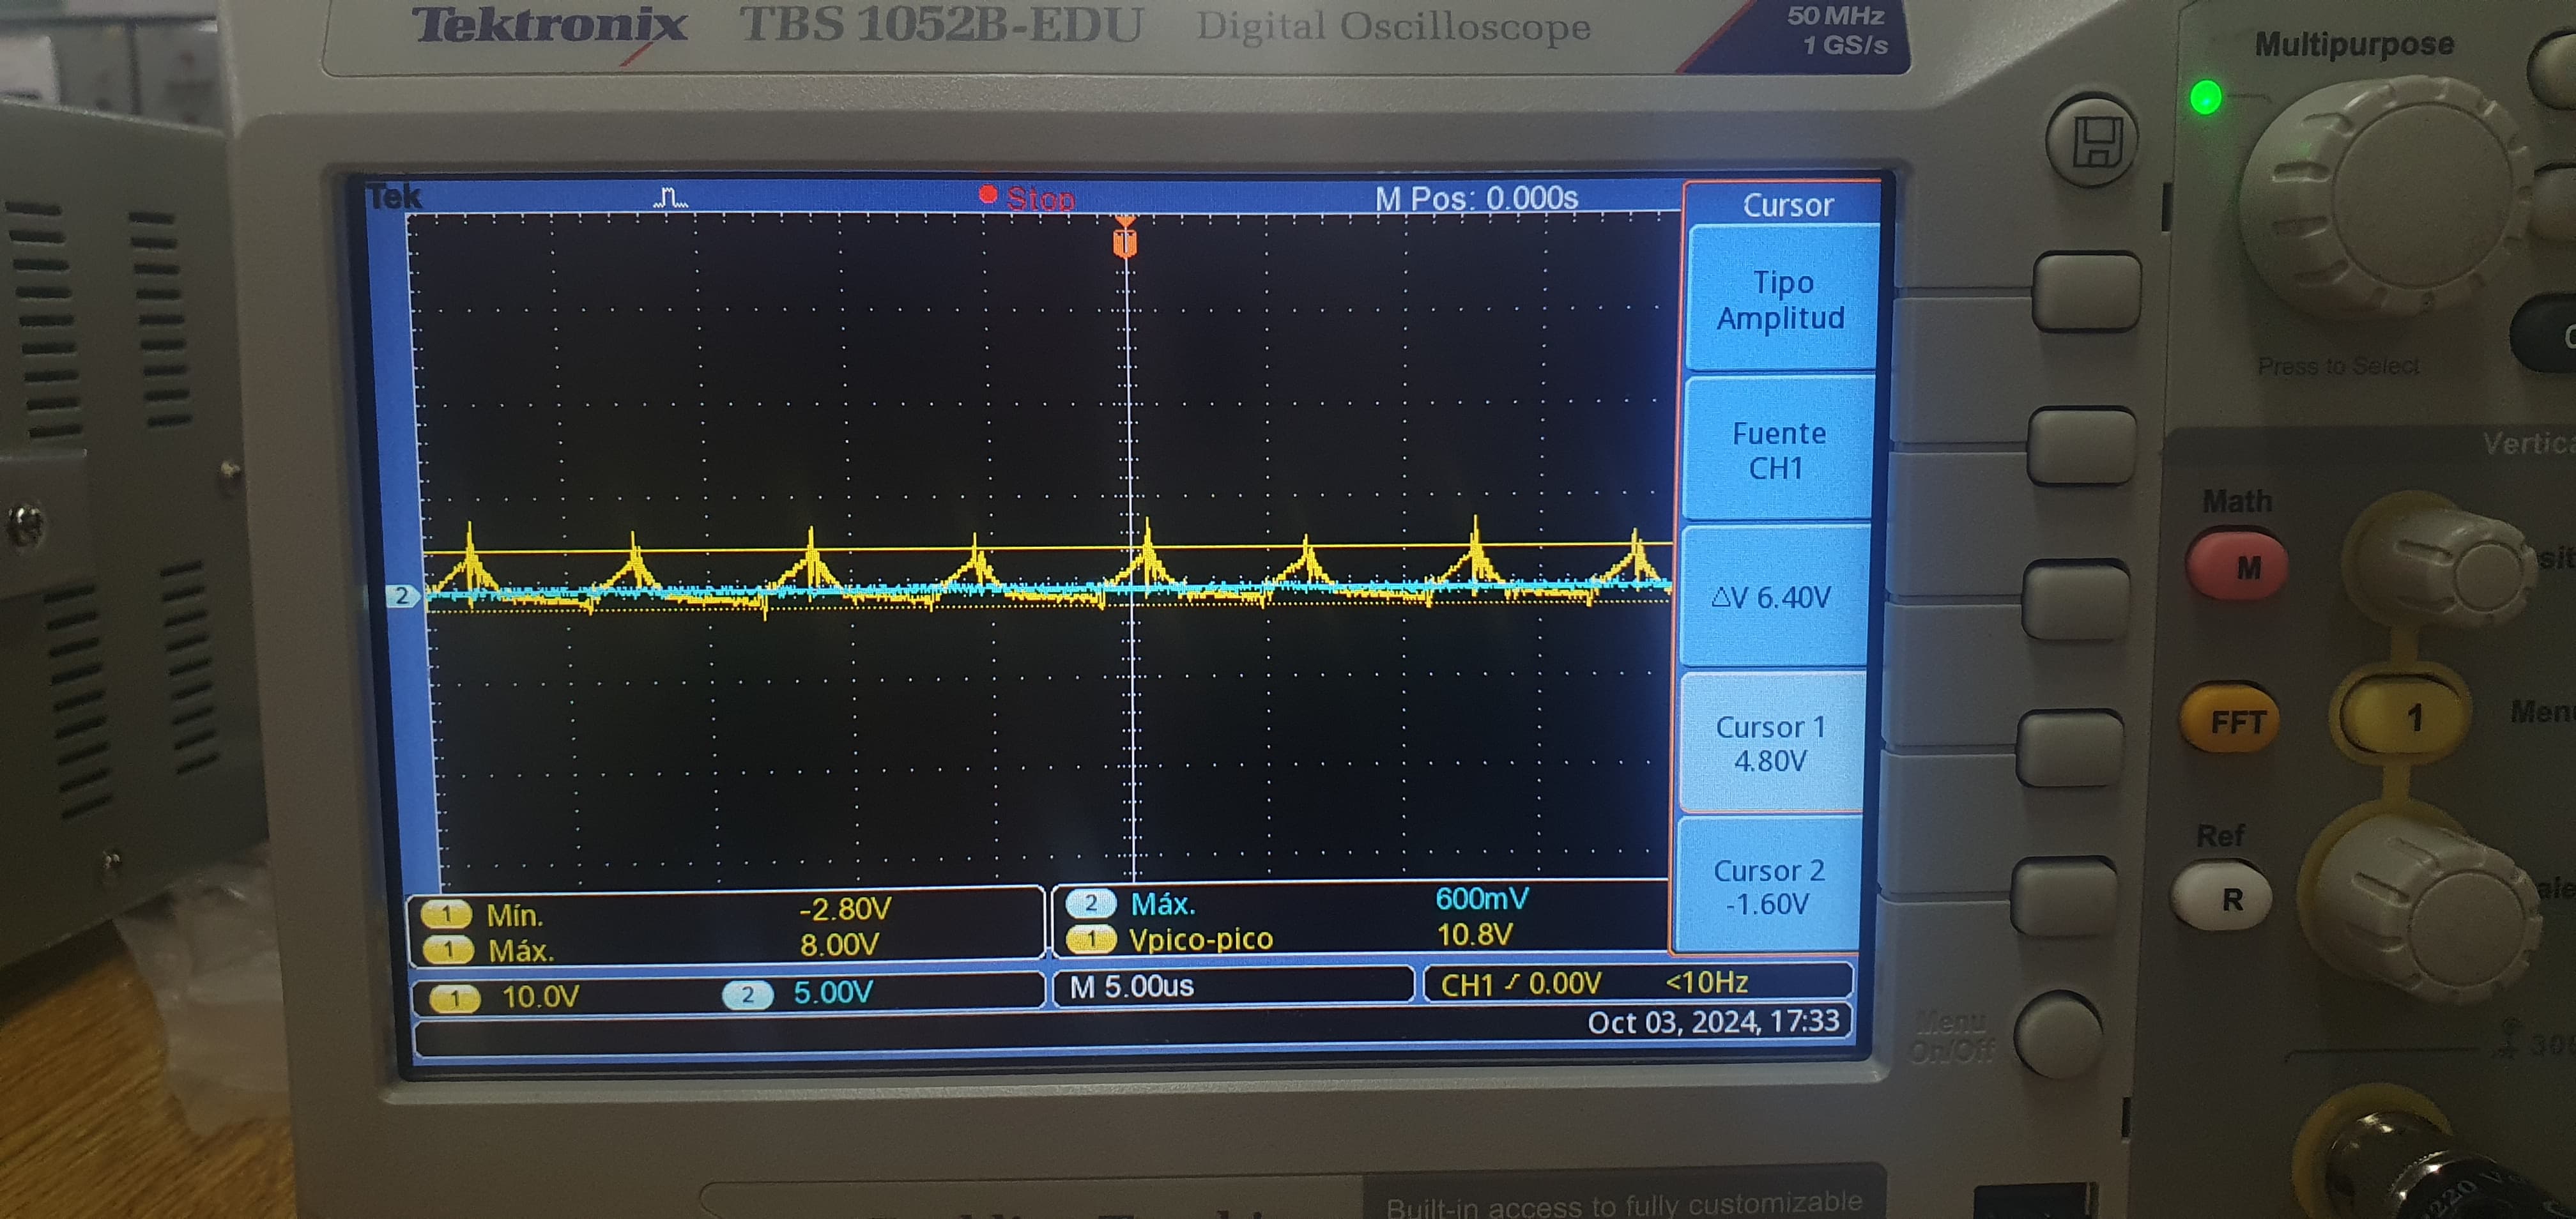 Tektronix TBS 1052B-EDU Digital Oscilloscope
50 MHz
1 GS/s
Multipurpose
Press to Select
Tek Stop M Pos: 0.000s
T
Cursor
Tipo
Amplitud
Fuente
CH1
△V 6.40V
Cursor 1
4.80V
Cursor 2
-1.60V
2
1 Mín. -2.80V
1 Máx. 8.00V
2 Máx. 600mV
1 Vpico-pico 10.8V
1 10.0V 2 5.00V
M 5.00us
CH1 0.00V <10Hz
Oct 03, 2024, 17:33
Math
M
FFT
1
Ref
R
Menu
On/Off
Built-in access to fully customizable